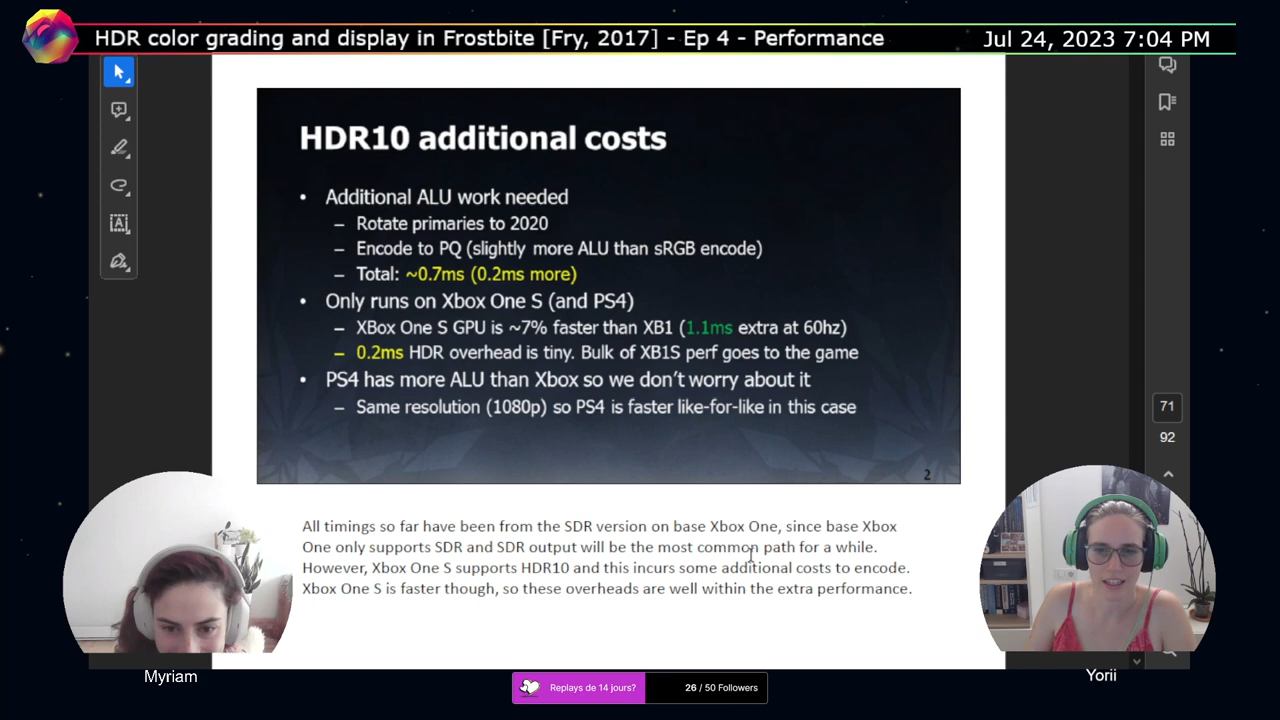 HDR color grading and display in Frostbite [Fry, 2017] - Ep 4 - Performance
Jul 24, 2023 7:04 PM
HDR10 additional costs
• Additional ALU work needed
– Rotate primaries to 2020
– Encode to PQ (slightly more ALU than sRGB encode)
– Total: ~0.7ms (0.2ms more)
• Only runs on Xbox One S (and PS4)
– XBox One S GPU is ~7% faster than XB1 (1.1ms extra at 60hz)
– 0.2ms HDR overhead is tiny. Bulk of XB1S perf goes to the game
• PS4 has more ALU than Xbox so we don't worry about it
– Same resolution (1080p) so PS4 is faster like-for-like in this case
2
71
92
All timings so far have been from the SDR version on base Xbox One, since base Xbox
One only supports SDR and SDR output will be the most common path for a while.
However, Xbox One S supports HDR10 and this incurs some additional costs to encode.
Xbox One S is faster though, so these overheads are well within the extra performance.
Myriam
Yorii
Replays de 14 jours?
26 / 50 Followers